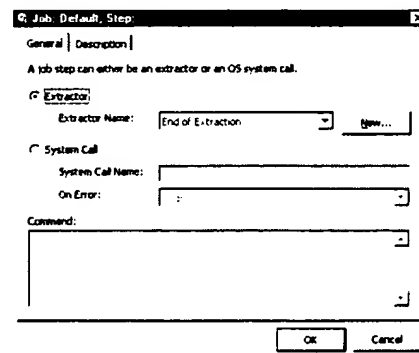 Job: Default, Step:
General Description
A job step can either be an extractor or an OS system call.
Extractor
Extractor Name: End of Extraction New...
System Call
System Call Name:
On Error:
Command:
OK Cancel